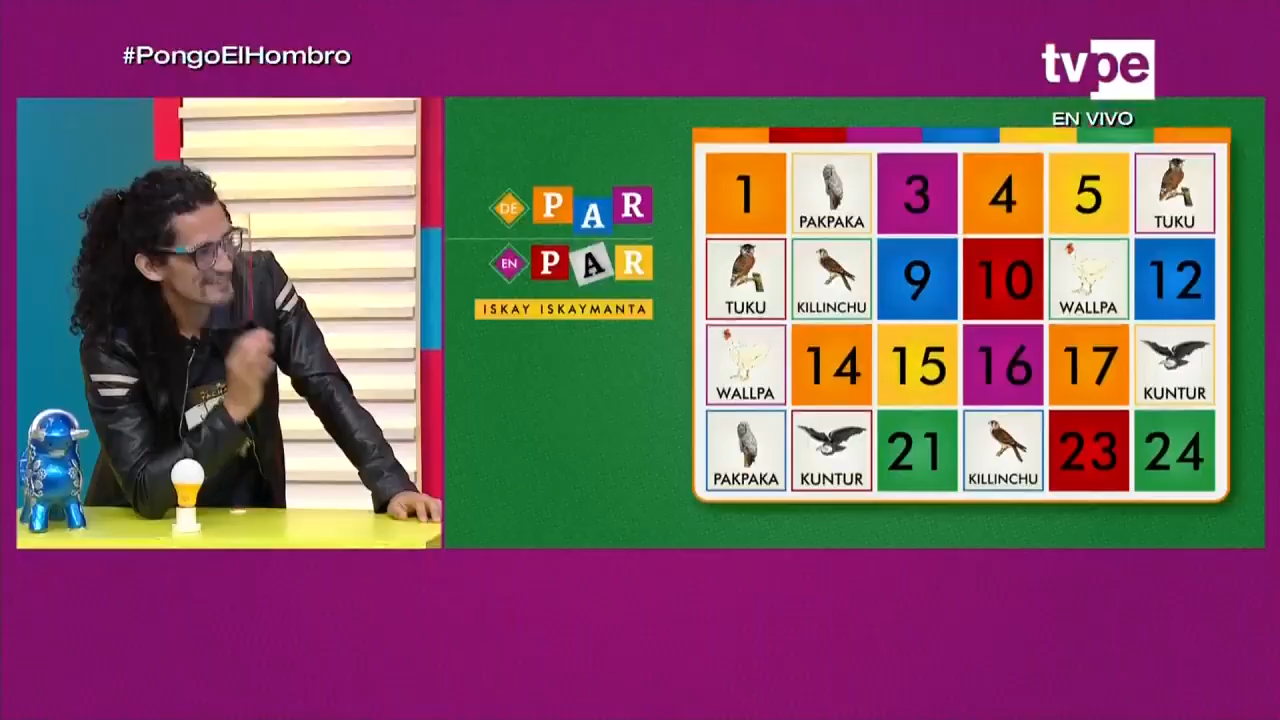 #PongoElHombro
tvpe
EN VIVO
DE PAR
EN PAR
ISKAY ISKAYMANTA
1 PAKPAKA 3 4 5 TUKU
TUKU KILLINCHU 9 10 WALLPA 12
WALLPA 14 15 16 17 KUNTUR
PAKPAKA KUNTUR 21 KILLINCHU 23 24